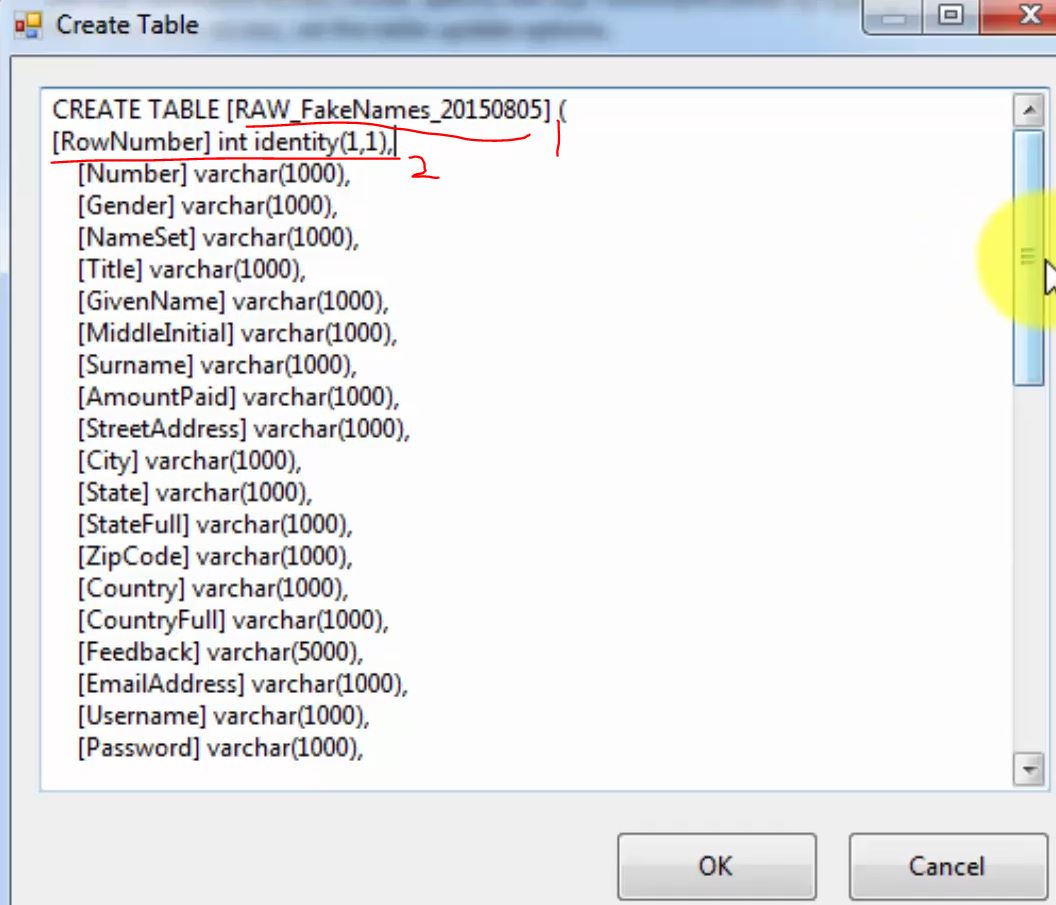 Create Table
CREATE TABLE [RAW_FakeNames_20150805] (
1
[RowNumber] int identity(1,1),
2
[Number] varchar(1000),
[Gender] varchar(1000),
[NameSet] varchar(1000),
[Title] varchar(1000),
[GivenName] varchar(1000),
[MiddleInitial] varchar(1000),
[Surname] varchar(1000),
[AmountPaid] varchar(1000),
[StreetAddress] varchar(1000),
[City] varchar(1000),
[State] varchar(1000),
[StateFull] varchar(1000),
[ZipCode] varchar(1000),
[Country] varchar(1000),
[CountryFull] varchar(1000),
[Feedback] varchar(5000),
[EmailAddress] varchar(1000),
[Username] varchar(1000),
[Password] varchar(1000),
OK
Cancel